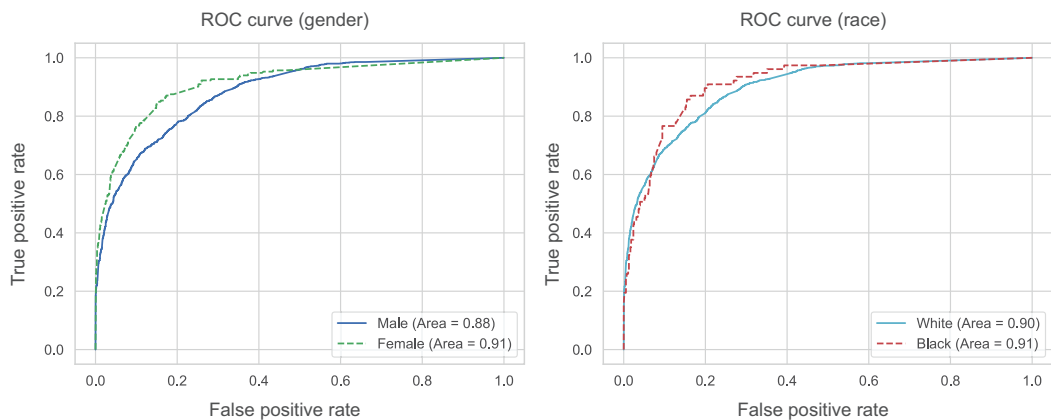 ROC curve (gender)
1.0
0.8
0.6
0.4
0.2
0.0
True positive rate
Male (Area = 0.88)
Female (Area = 0.91)
0.0 0.2 0.4 0.6 0.8 1.0
False positive rate
ROC curve (race)
1.0
0.8
0.6
0.4
0.2
0.0
True positive rate
White (Area = 0.90)
Black (Area = 0.91)
0.0 0.2 0.4 0.6 0.8 1.0
False positive rate